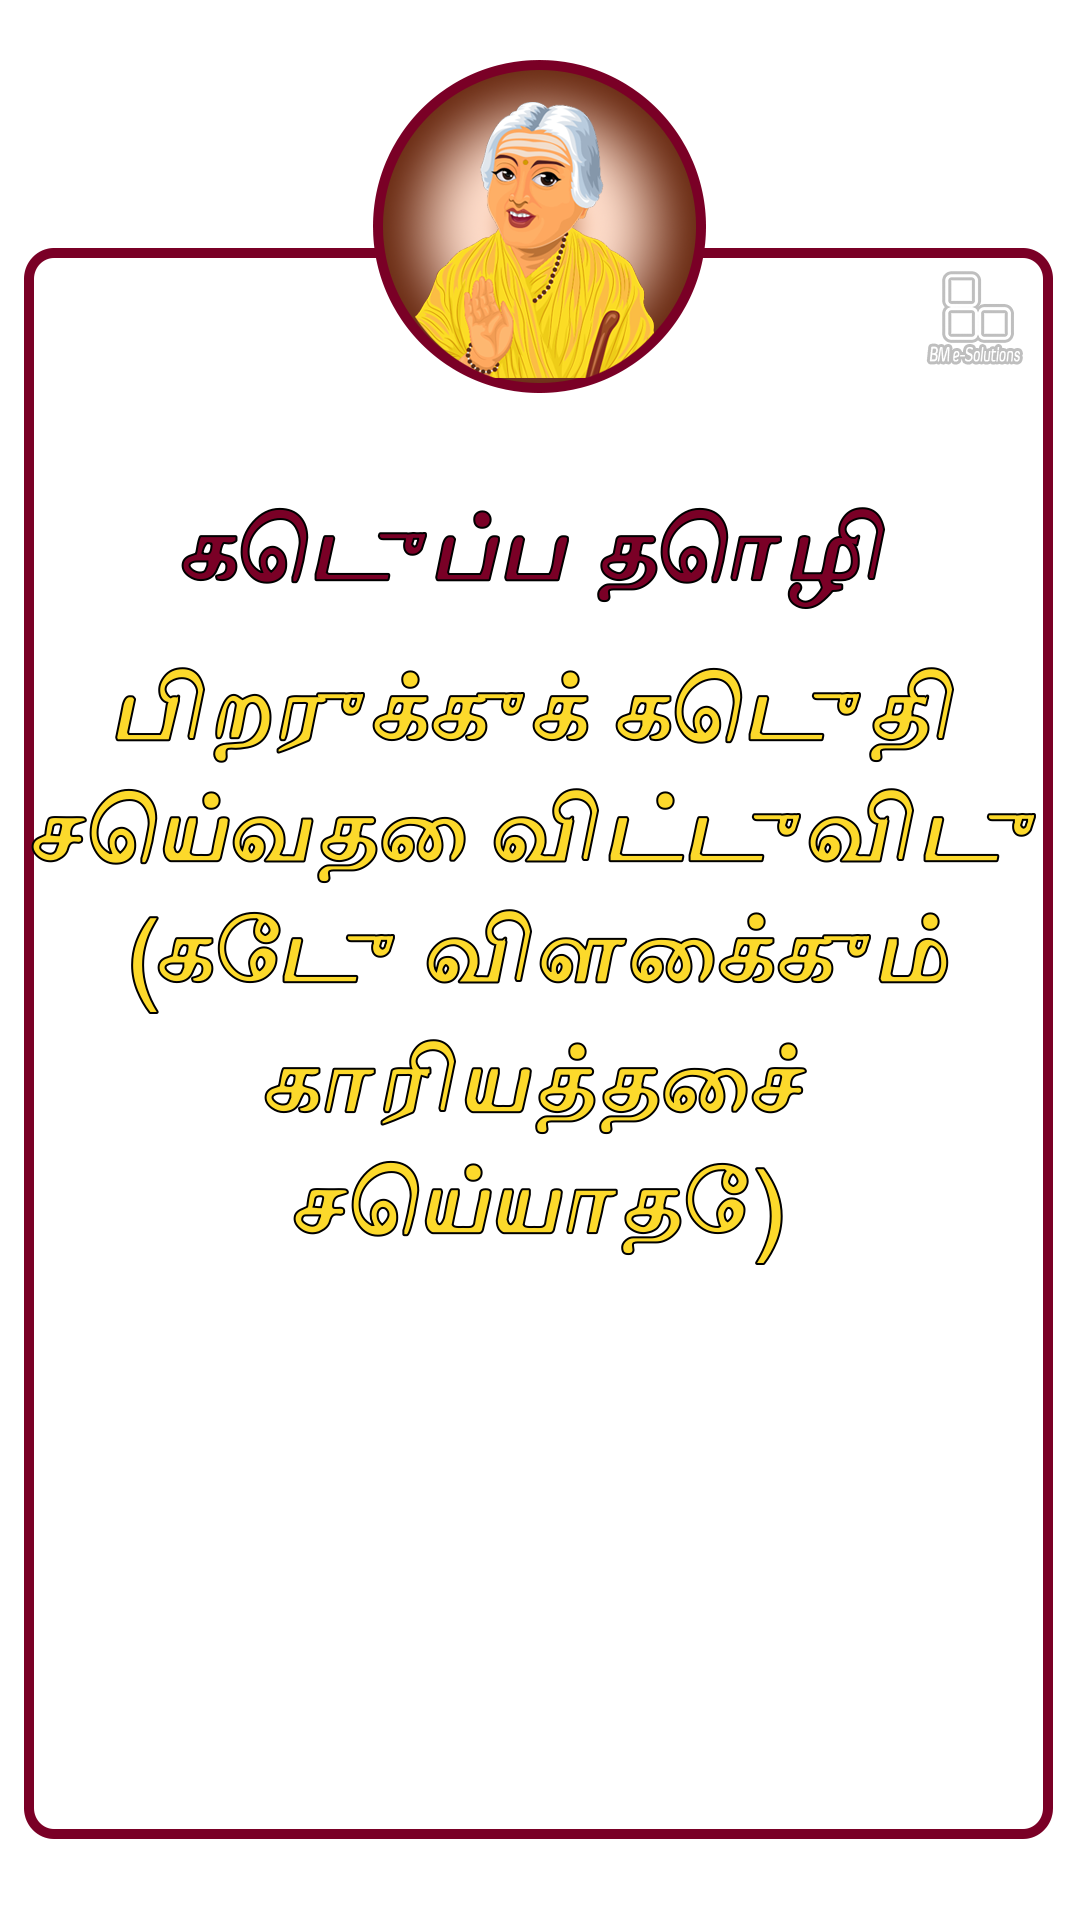 BM e-Solutions
கெடுப்ப தொழி
பிறருக்குக் கெடுதி
செய்வதை விட்டுவிடு
(கேடு விளைக்கும்
காரியத்தைச்
செய்யாதே)